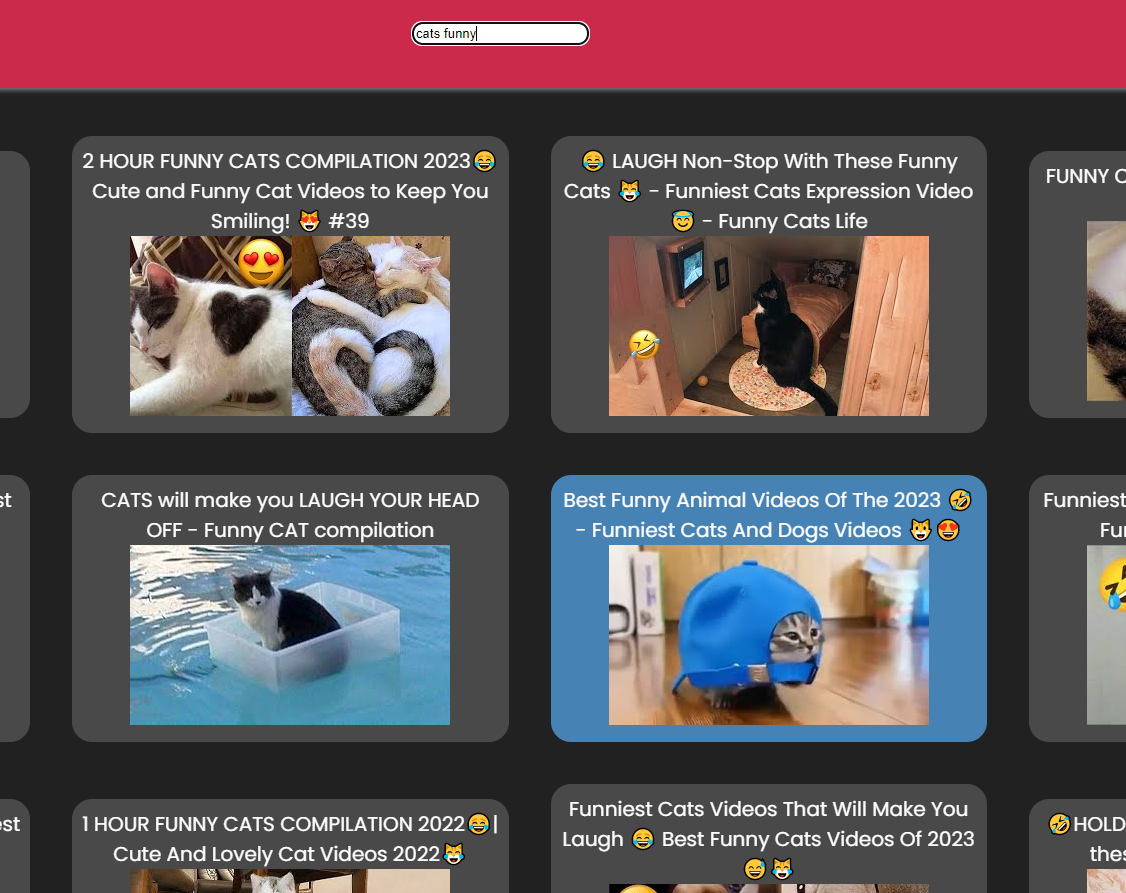 cats funny
2 HOUR FUNNY CATS COMPILATION 2023😂
Cute and Funny Cat Videos to Keep You
Smiling! 😻 #39
😂 LAUGH Non-Stop With These Funny
Cats 😹 - Funniest Cats Expression Video
😇 - Funny Cats Life
FUNNY
st
CATS will make you LAUGH YOUR HEAD
OFF - Funny CAT compilation
Best Funny Animal Videos Of The 2023 🤣
- Funniest Cats And Dogs Videos 😺😍
Funniest
Fu
est
1 HOUR FUNNY CATS COMPILATION 2022😂|
Cute And Lovely Cat Videos 2022😹
Funniest Cats Videos That Will Make You
Laugh 😂 Best Funny Cats Videos Of 2023
😅😹
🤣HOLD
thes